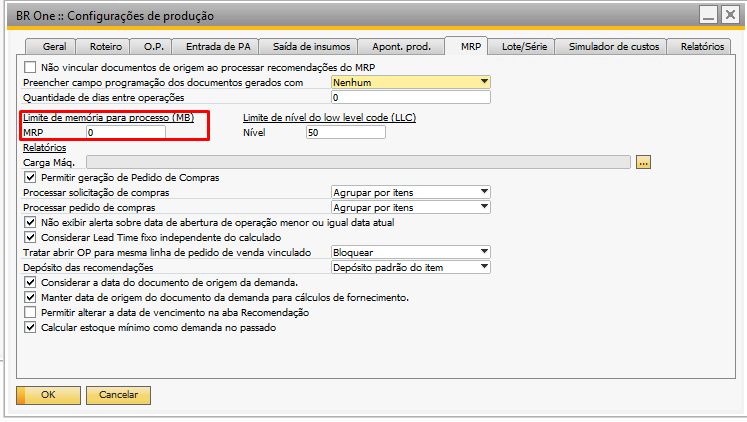 BR One :: Configurações de produção
Geral Roteiro O.P. Entrada de PA Saída de insumos Apont. prod. MRP Lote/Série Simulador de custos Relatórios
Não vincular documentos de origem ao processar recomendações do MRP
Preencher campo programação dos documentos gerados com Nenhum
Quantidade de dias entre operações 0
Limite de memória para processo (MB) Limite de nível do low level code (LLC)
MRP 0 Nível 50
Relatórios
Carga Máq. ...
Permitir geração de Pedido de Compras
Processar solicitação de compras Agrupar por itens
Processar pedido de compras Agrupar por itens
Não exibir alerta sobre data de abertura de operação menor ou igual data atual
Considerar Lead Time fixo independente do calculado
Tratar abrir OP para mesma linha de pedido de venda vinculado Bloquear
Depósito das recomendações Depósito padrão do item
Considerar a data do documento de origem da demanda.
Manter data de origem do documento da demanda para cálculos de fornecimento.
Permitir alterar a data de vencimento na aba Recomendação
Calcular estoque mínimo como demanda no passado
OK Cancelar